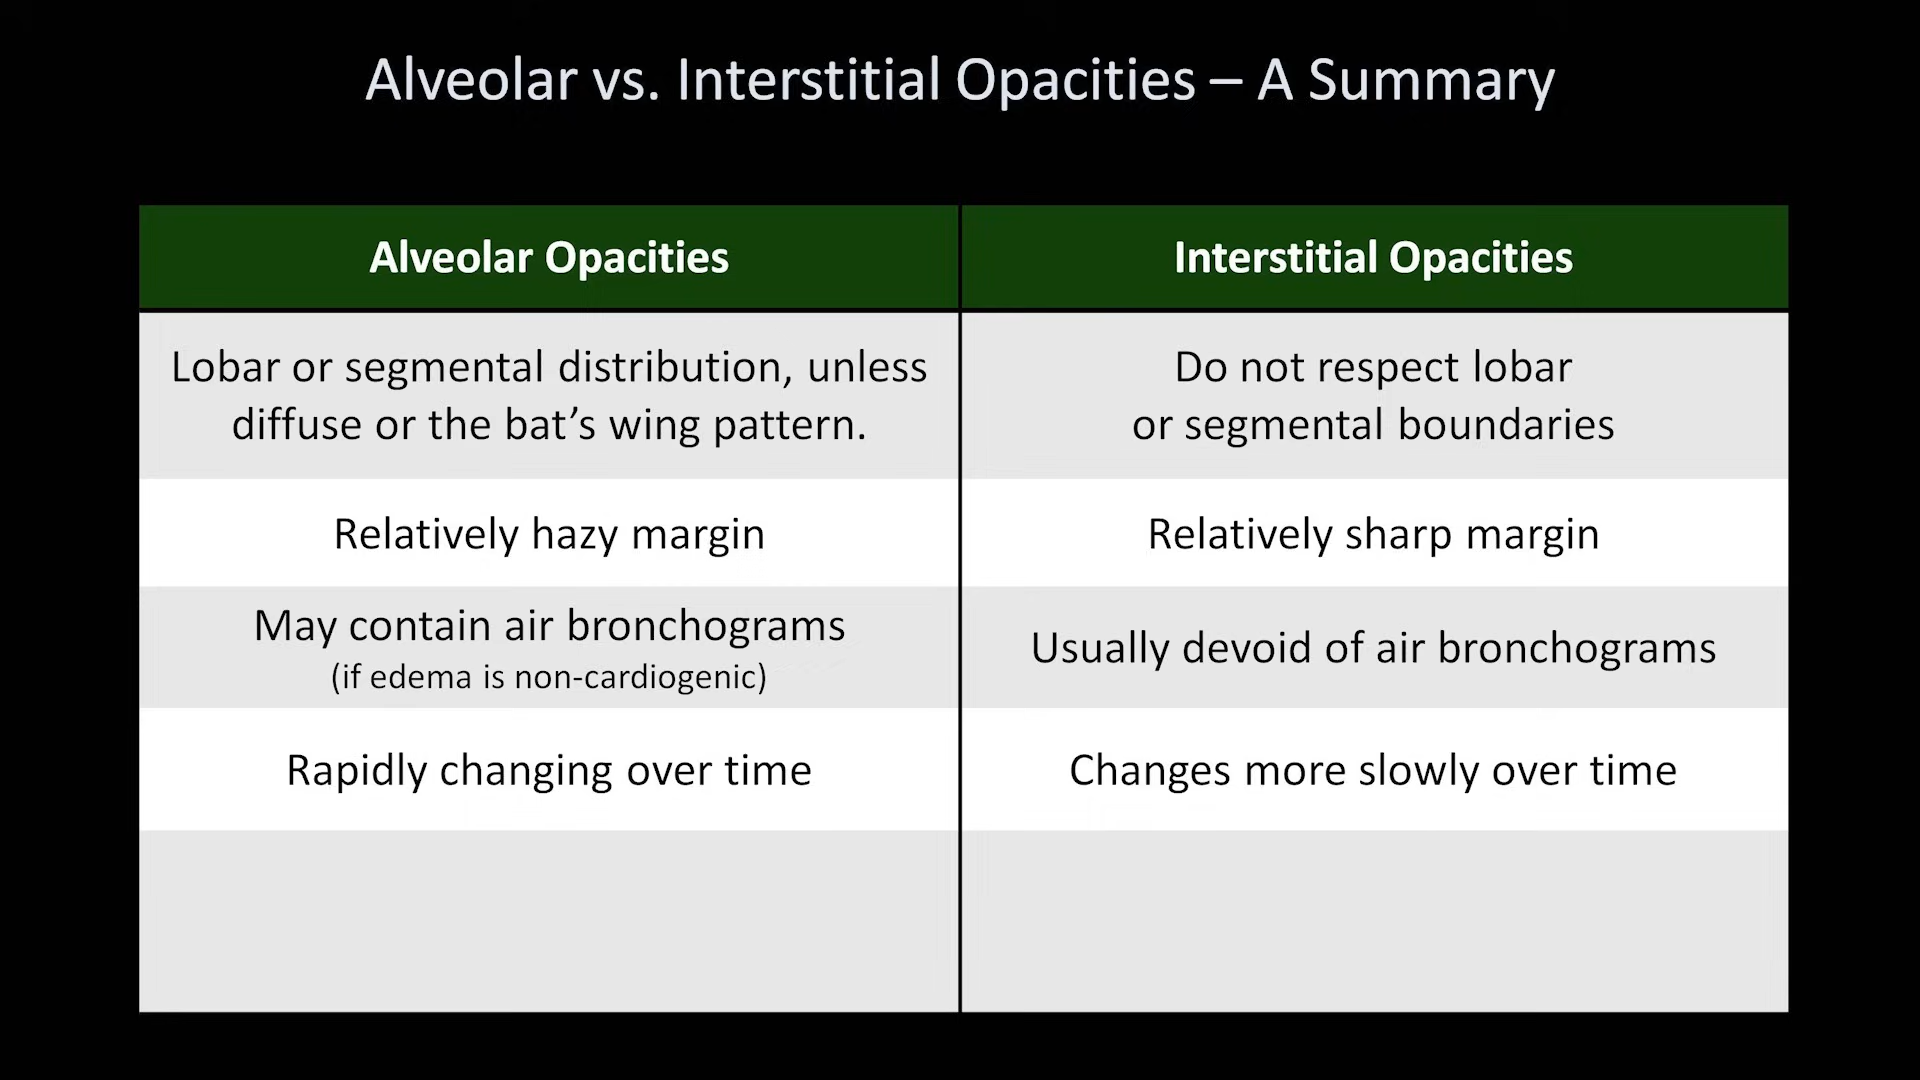 Alveolar vs. Interstitial Opacities – A Summary
Alveolar Opacities
Interstitial Opacities
Lobar or segmental distribution, unless
diffuse or the bat’s wing pattern.
Do not respect lobar
or segmental boundaries
Relatively hazy margin
Relatively sharp margin
May contain air bronchograms
(if edema is non-cardiogenic)
Usually devoid of air bronchograms
Rapidly changing over time
Changes more slowly over time